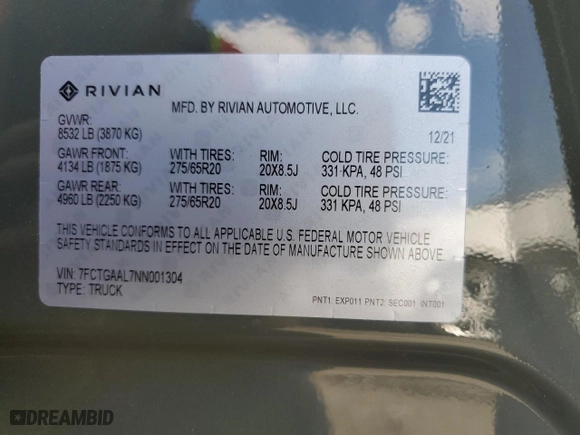 RIVIAN
MFD. BY RIVIAN AUTOMOTIVE, LLC.
GVWR:
8532 LB (3870 KG) 12/21
GAWR FRONT: WITH TIRES: RIM: COLD TIRE PRESSURE:
4134 LB (1875 KG) 275/65R20 20X8.5J 331 KPA, 48 PSI
GAWR REAR: WITH TIRES: RIM: COLD TIRE PRESSURE:
4960 LB (2250 KG) 275/65R20 20X8.5J 331 KPA, 48 PSI
THIS VEHICLE CONFORMS TO ALL APPLICABLE U.S. FEDERAL MOTOR VEHICLE
SAFETY STANDARDS IN EFFECT ON THE DATE OF MANUFACTURE SHOWN ABOVE.
VIN: 7FCTGAAL7NN001304
TYPE: TRUCK
PNT1: EXP011 PNT2: SEC001 INT001
DREAMBID